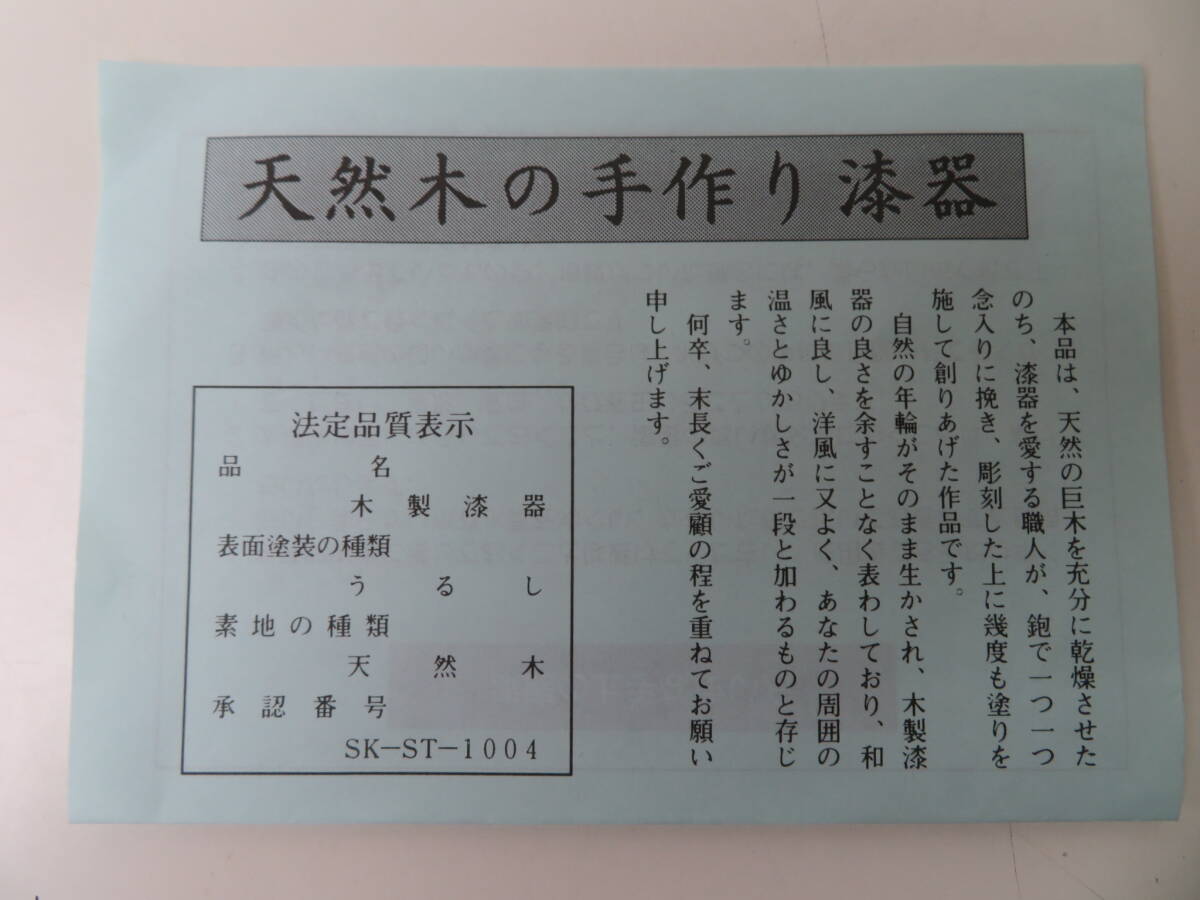 天然木の手作り漆器
本品は、天然の巨木を充分に乾燥させた
のち、漆器を愛する職人が、鉋で一つ一つ
念入りに挽き、彫刻した上に幾度も塗りを
施して創りあげた作品です。
自然の年輪がそのまま生かされ、木製漆
器の良さを余すことなく表わしており、和
風に良し、洋風に又よく、あなたの周囲の
温さとゆかしさが一段と加わるものと存じ
ます。
何卒、末長くご愛顧の程を重ねてお願い
申し上げます。
法定品質表示
品名
木製漆器
表面塗装の種類
うるし
素地の種類
天然木
承認番号
SK-ST-1004